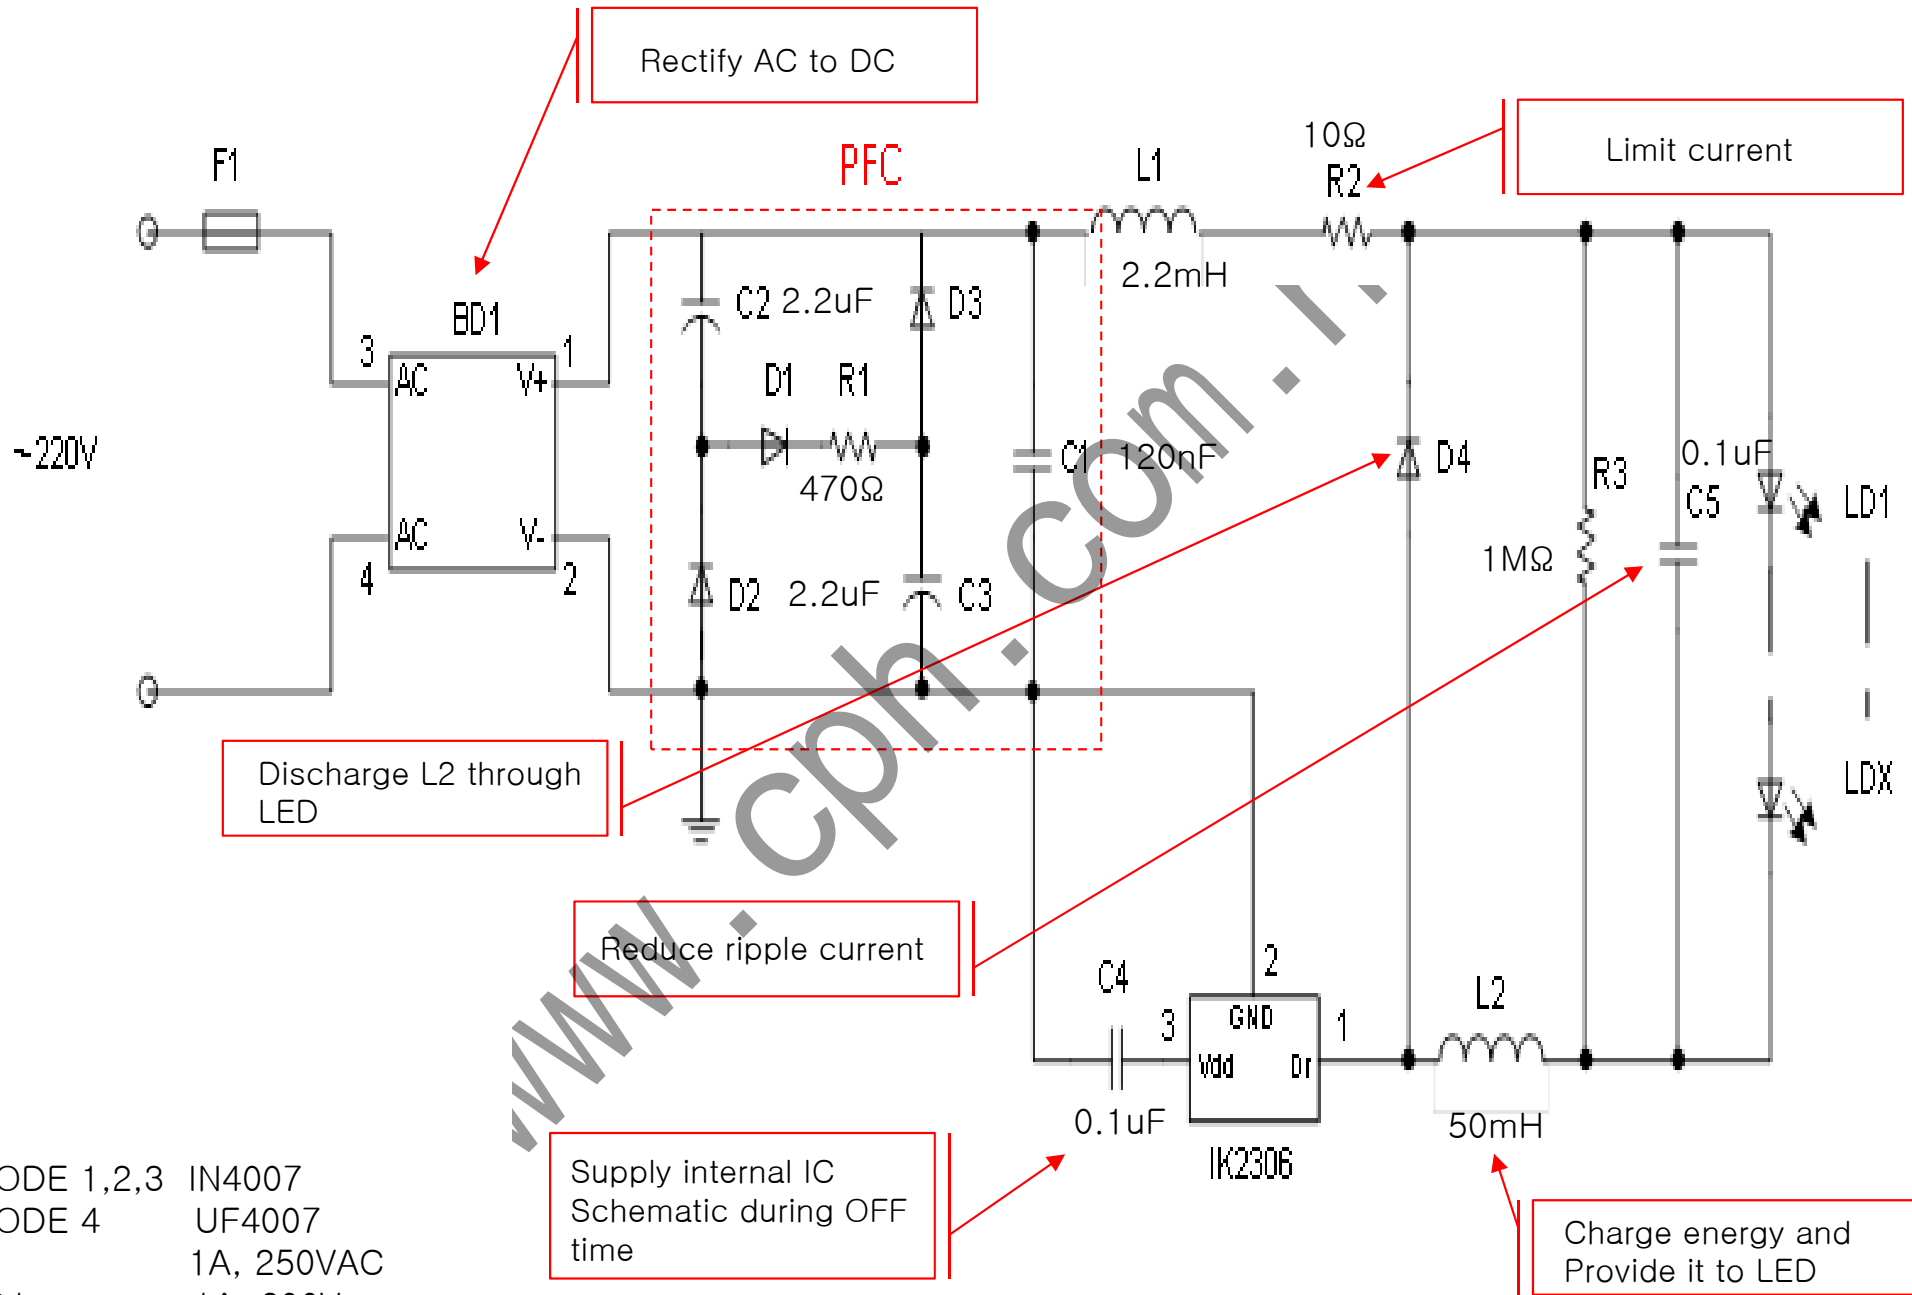 Rectify AC to DC
10Ω
Limit current
F1
PFC
L1
R2
2.2mH
BD1
C2 2.2uF
D3
3
1
AC
V+
D1
R1
~220V
C1 120nF
D4
0.1uF
470Ω
R3
C5
LD1
AC
V-
4
2
D2
2.2uF
C3
1MΩ
Discharge L2 through
LED
LDX
Reduce ripple current
C4
2
L2
3
GND
1
Vdd
Dr
0.1uF
50mH
IK2306
ODE 1,2,3 IN4007
ODE 4 UF4007
1A, 250VAC
Supply internal IC
Schematic during OFF
time
Charge energy and
Provide it to LED